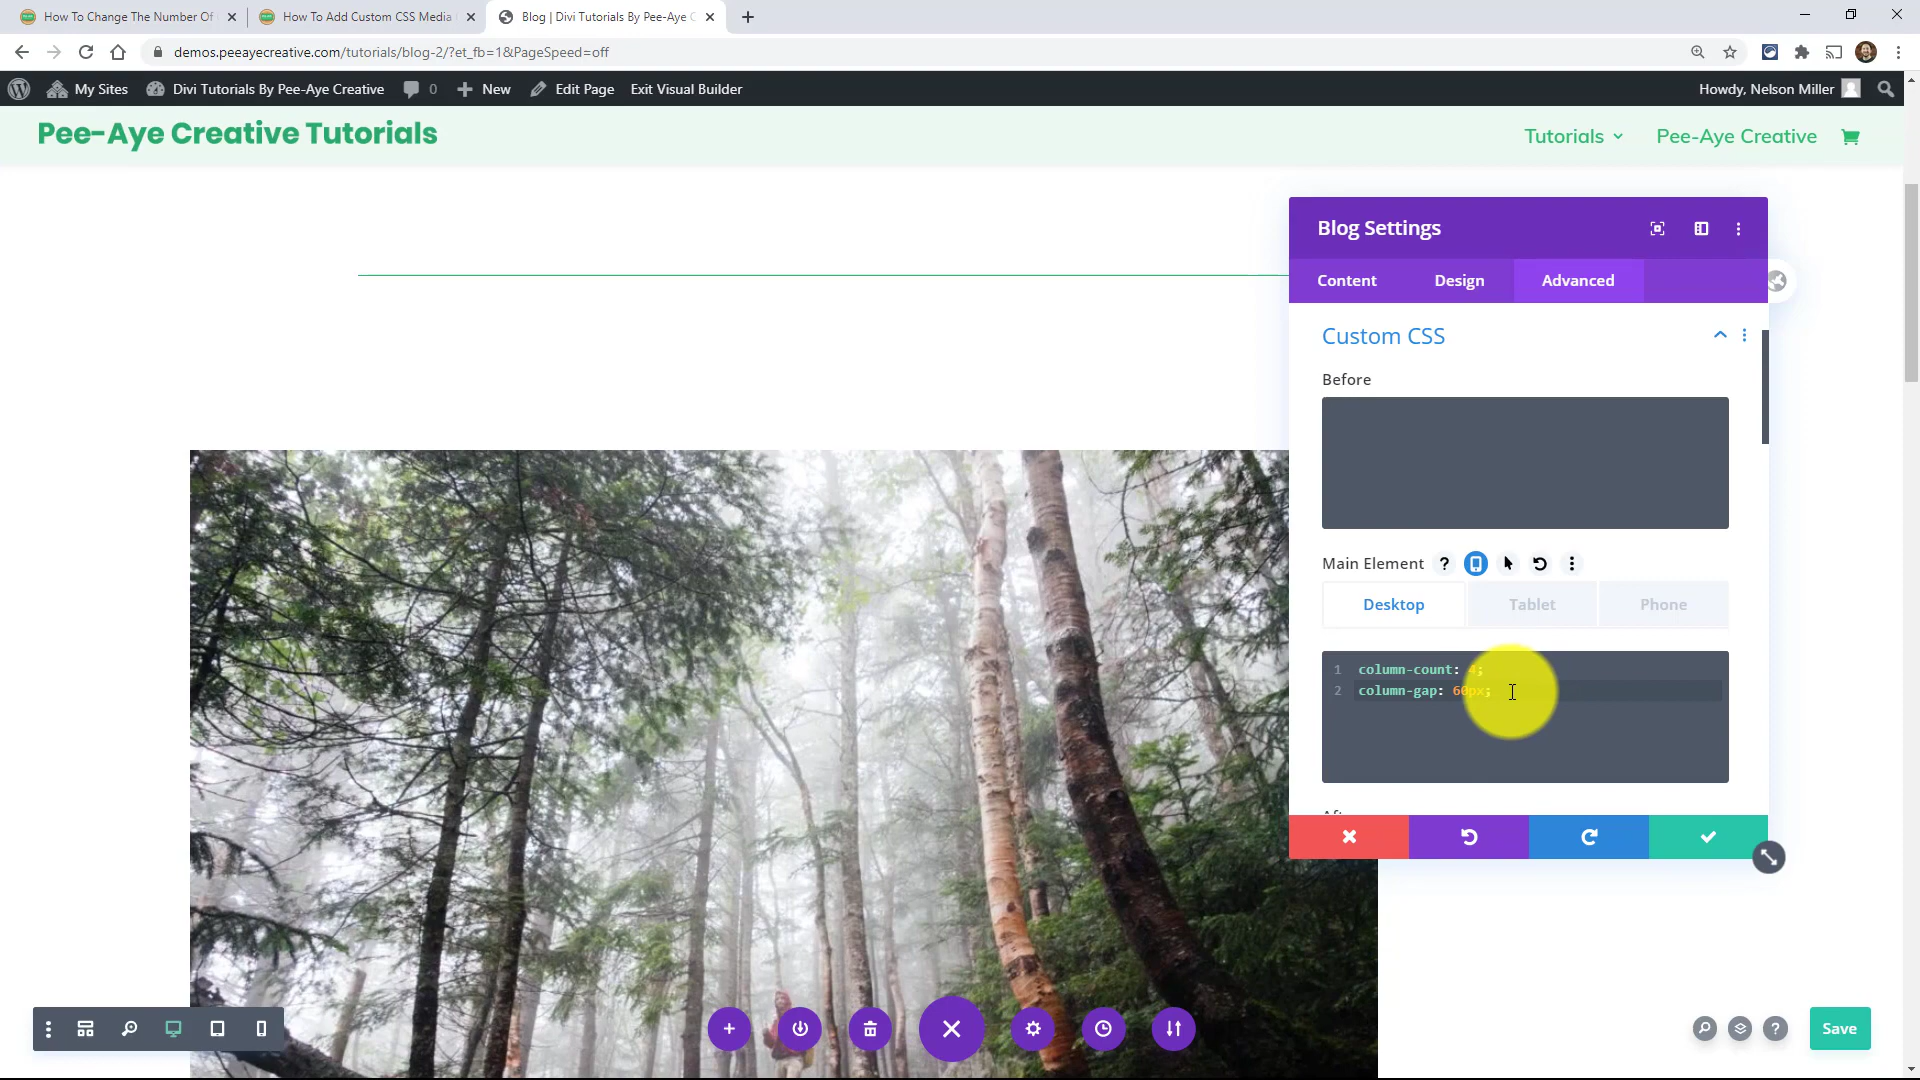 How To Change The Number Of
How To Add Custom CSS Media
Blog | Divi Tutorials By Pee-Aye C
demos.peeayecreative.com/tutorials/blog-2/?et_fb=1&PageSpeed=off
My Sites
Divi Tutorials By Pee-Aye Creative
0
New
Edit Page
Exit Visual Builder
Howdy, Nelson Miller
Pee-Aye Creative Tutorials
Tutorials
Pee-Aye Creative
Blog Settings
Content
Design
Advanced
Custom CSS
Before
Main Element
Desktop
Tablet
Phone
1 column-count: 4;
2 column-gap: 60px;
Save